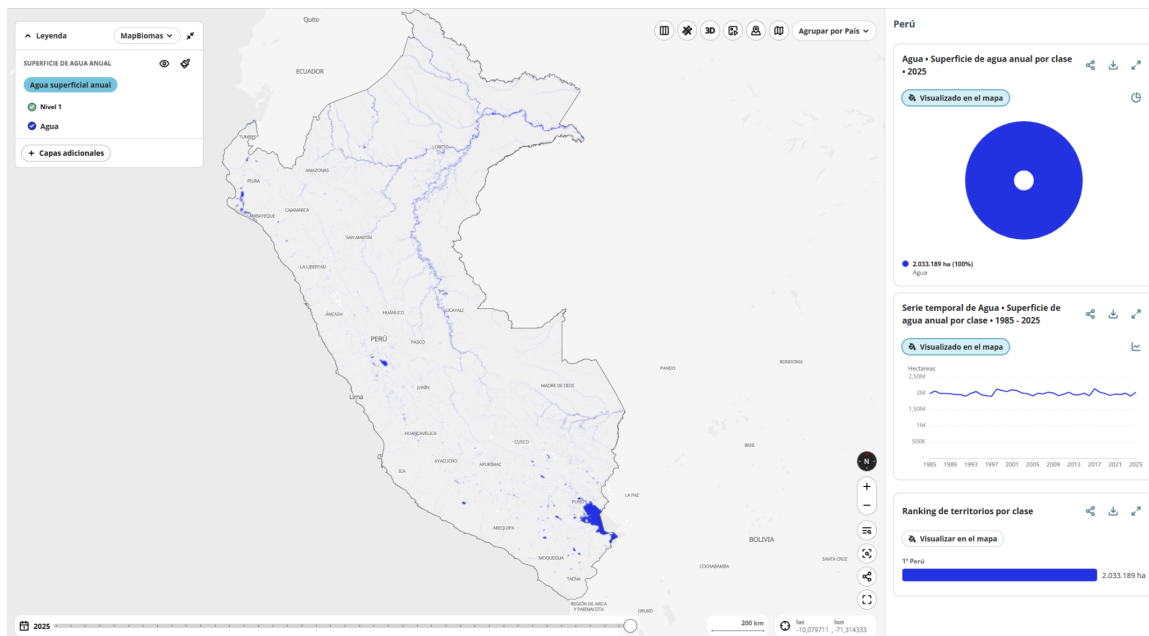 Leyenda
MapBiomas
SUPERFICIE DE AGUA ANUAL
Agua superficial anual
Nivel 1
Agua
+ Capas adicionales
3D
Agrupar por País
Quito
ECUADOR
TUMBES
LORETO
PIURA
AMAZONAS
LAMBAYEQUE
CAJAMARCA
SAN MARTÍN
LA LIBERTAD
ÁNCASH
HUÁNUCO
UCAYALI
PERÚ
PASCO
JUNÍN
Lima
MADRE DE DIOS
PANDO
RONDONIA
HUANCAVELICA
CUSCO
ICA
AYACUCHO
APURÍMAC
BENI
PUNO
LA PAZ
AREQUIPA
BOLIVIA
MOQUEGUA
SANTA CRUZ
COCHABAMBA
TACNA
REGIÓN DE ARICA
Y PARINACOTA
ORURO
N
+
−
2025
200 km
lat lon
-10,079711 ,-71,314333
Perú
Agua • Superficie de agua anual por clase
• 2025
Visualizado en el mapa
2.033.189 ha (100%)
Agua
Serie temporal de Agua • Superficie de
agua anual por clase • 1985 - 2025
Visualizado en el mapa
Hectáreas
2,50M
2M
1,50M
1M
500K
-
1985 1989 1993 1997 2001 2005 2009 2013 2017 2021 2025
Ranking de territorios por clase
Visualizar en el mapa
1° Perú
2.033.189 ha